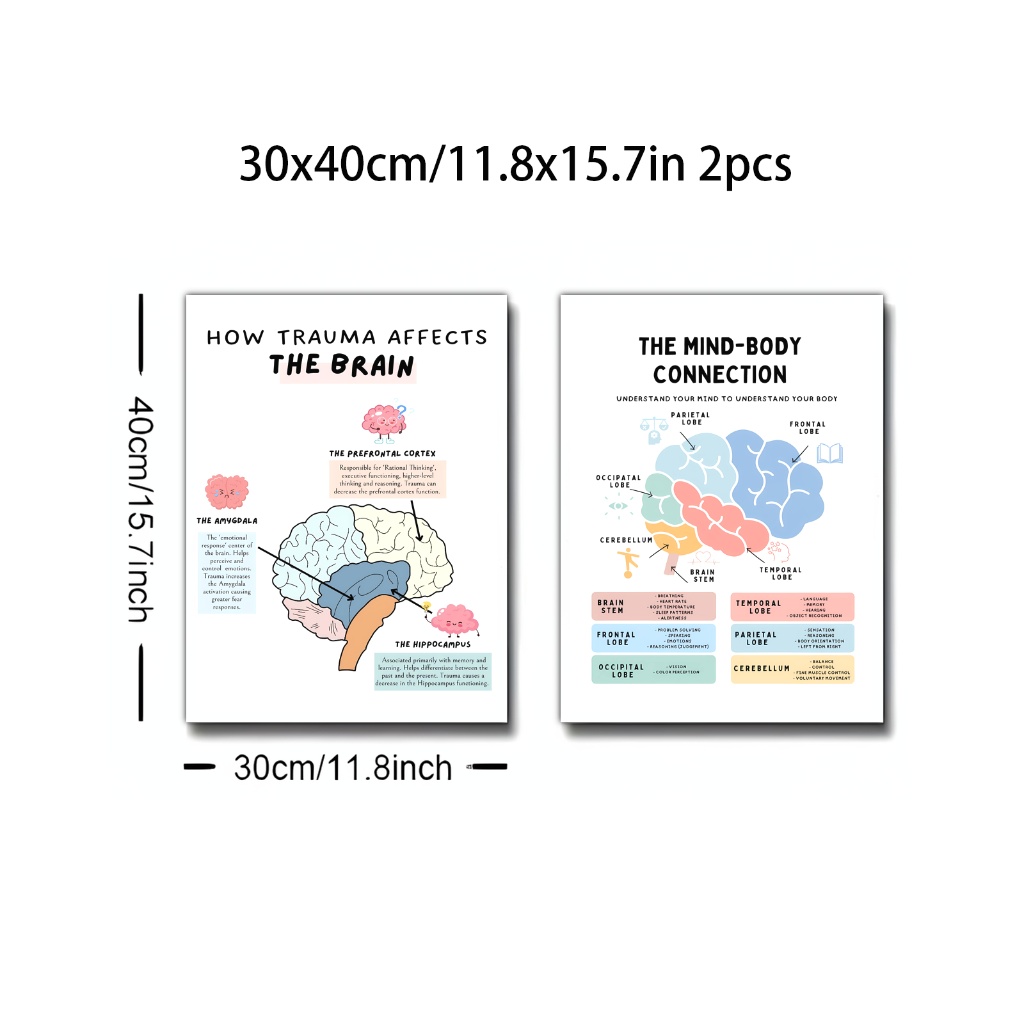 30x40cm/11.8x15.7in 2pcs
40cm/15.7inch
HOW TRAUMA AFFECTS
THE BRAIN
THE PREFRONTAL CORTEX
Responsible for 'Rational Thinking',
executive functioning, higher-level
thinking and reasoning. Trauma can
decrease the prefrontal cortex function.
THE AMYGDALA
The 'emotional
response' center of
the brain. Helps
perceive and
control emotions.
Trauma increases
the Amygdala
activation causing
greater fear
responses.
THE HIPPOCAMPUS
Associated primarily with memory and
learning. Helps differentiate between the
past and the present. Trauma causes a
decrease in the Hippocampus functioning.
30cm/11.8inch
THE MIND-BODY
CONNECTION
UNDERSTAND YOUR MIND TO UNDERSTAND YOUR BODY
PARIETAL
LOBE
FRONTAL
LOBE
OCCIPATAL
LOBE
CEREBELLUM
BRAIN
STEM
TEMPORAL
LOBE
BRAIN
STEM
- BREATHING
- HEART RATE
- BODY TEMPERATURE
- SLEEP PATTERNS
- ALERTNESS
TEMPORAL
LOBE
- LANGUAGE
- MEMORY
- HEARING
- OBJECT RECOGNITION
FRONTAL
LOBE
- PROBLEM SOLVING
- SPEAKING
- EMOTIONS
- REASONING (JUDGEMENT)
PARIETAL
LOBE
- SENSATION
- REASONING
- BODY ORIENTATION
- LEFT FROM RIGHT
OCCIPITAL
LOBE
- VISION
- COLOR PERCEPTION
CEREBELLUM
- BALANCE
- CONTROL
- FINE MUSCLE CONTROL
- VOLUNTARY MOVEMENT